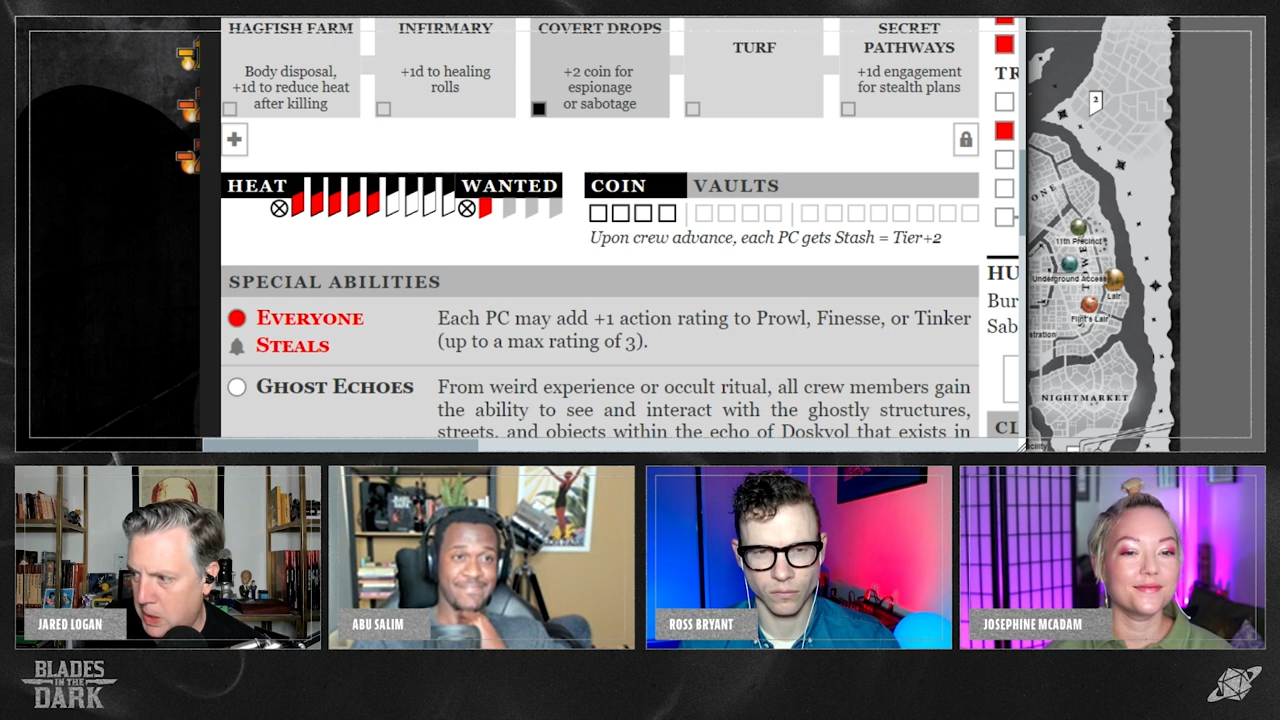 HAGFISH FARM
Body disposal,
+1d to reduce heat
after killing
INFIRMARY
+1d to healing
rolls
COVERT DROPS
+2 coin for
espionage
or sabotage
TURF
SECRET
PATHWAYS
+1d engagement
for stealth plans
TR
2
HEAT
WANTED
COIN
VAULTS
Upon crew advance, each PC gets Stash = Tier+2
SPECIAL ABILITIES
EVERYONE
STEALS
Each PC may add +1 action rating to Prowl, Finesse, or Tinker
(up to a max rating of 3).
GHOST ECHOES
From weird experience or occult ritual, all crew members gain
the ability to see and interact with the ghostly structures,
streets, and objects within the echo of Doskvol that exists in
HU
Bur
Sab
CL
11th Precinct
Underground Access
Lair
Flint's Lair
NIGHTMARKET
JARED LOGAN
ABU SALIM
ROSS BRYANT
JOSEPHINE MCADAM
BLADES
IN THE
DARK